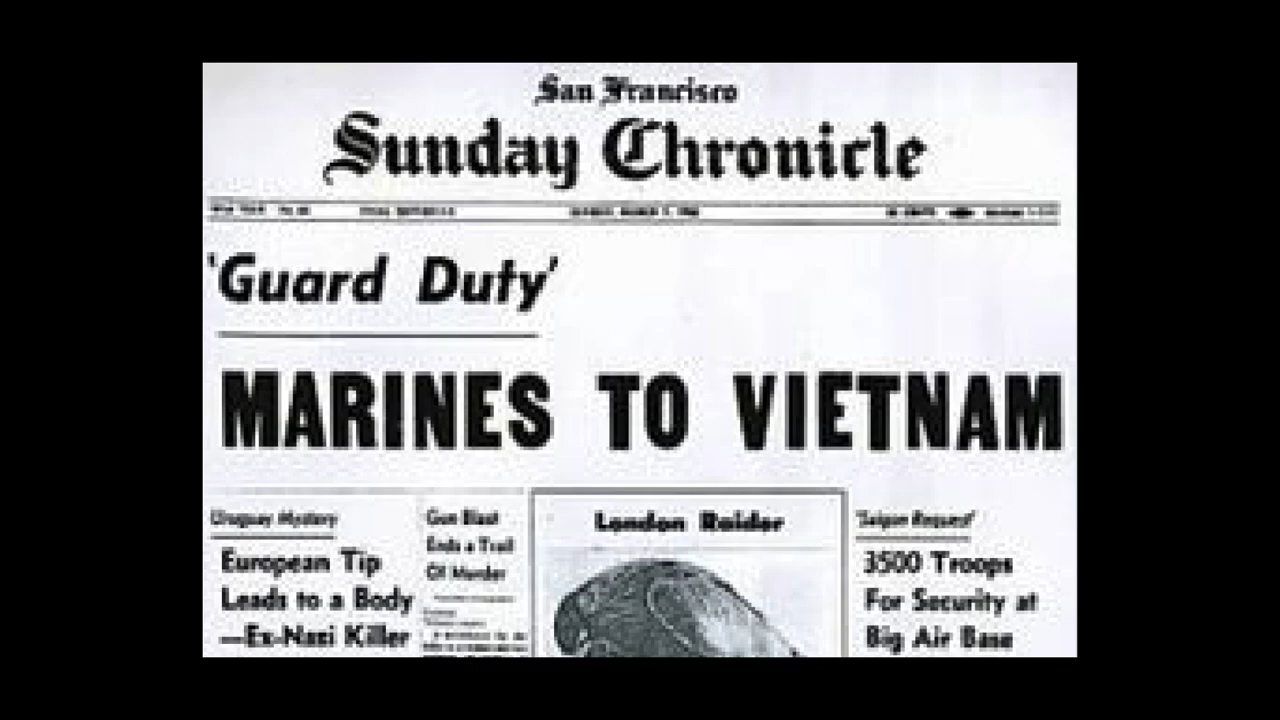 San Francisco
Sunday Chronicle
'Guard Duty'
MARINES TO VIETNAM
Uruguay Mystery
European Tip
Leads to a Body
—Ex-Nazi Killer
Gun Blast
Ends a Trail
Of Murder
London Raider
'Saigon Request'
3500 Troops
For Security at
Big Air Base